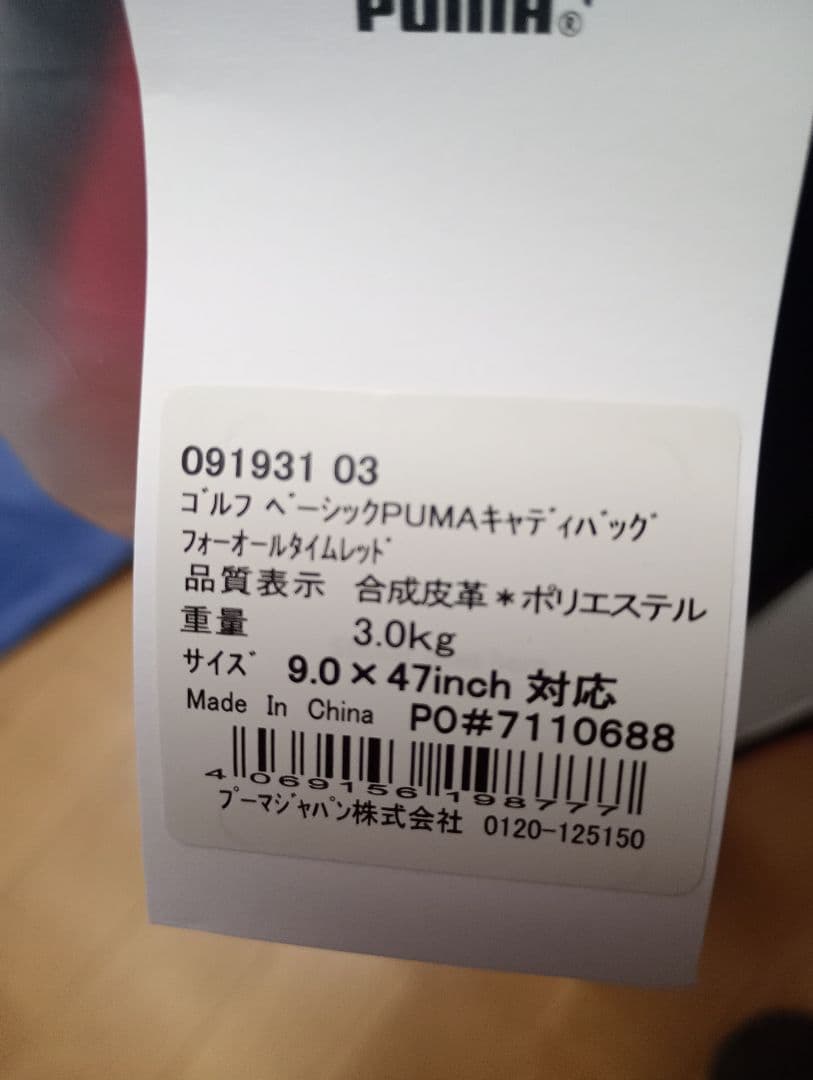 PUMA®
091931 03
ｺﾞﾙﾌ ﾍﾞｰｼｯｸPUMAｷｬﾃﾞｨﾊﾞｯｸﾞ
ﾌｫｰｵｰﾙﾀｲﾑﾚｯﾄﾞ
品質表示 合成皮革＊ポリエステル
重量 3.0kg
ｻｲｽﾞ 9.0×47inch 対応
Made In China PO#7110688
4069156198777
ﾌﾟｰﾏｼﾞｬﾊﾟﾝ株式会社 0120-125150